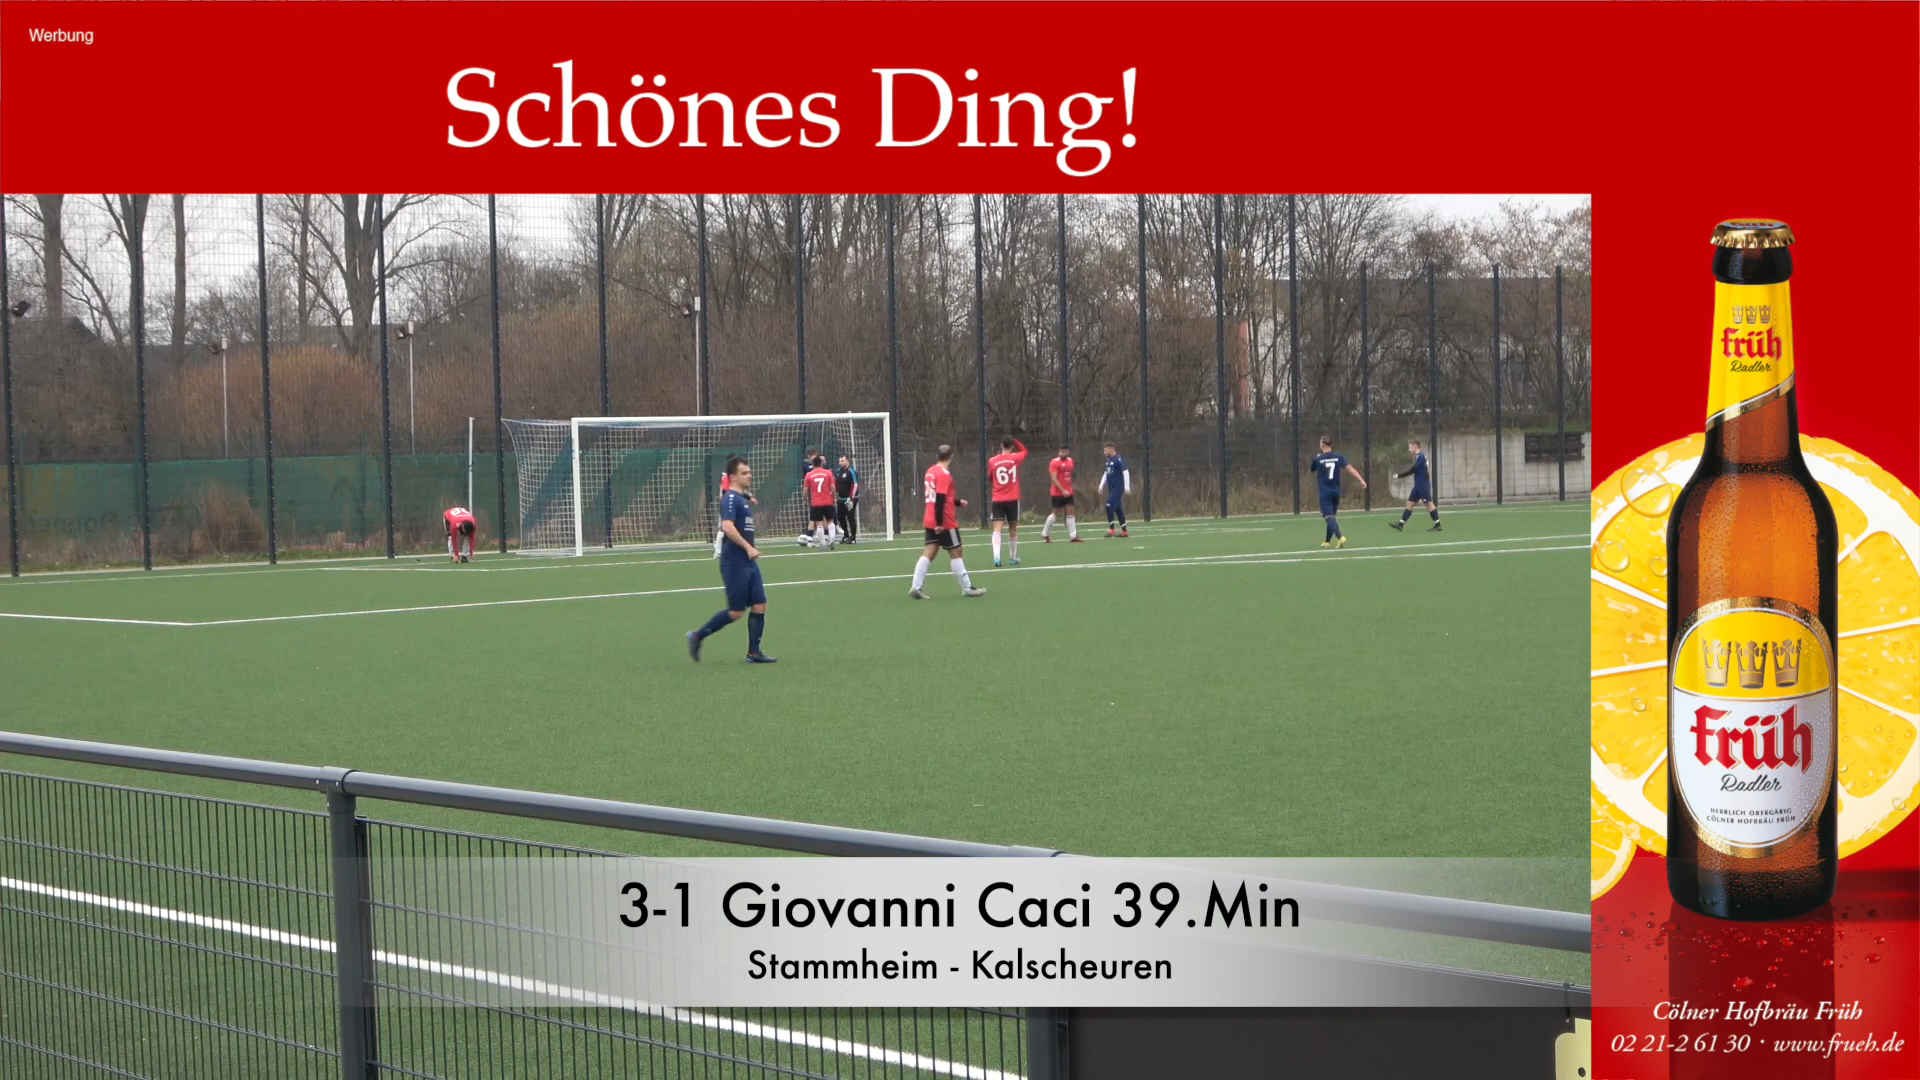 Werbung
Schönes Ding!
früh
Radler
7
61
7
früh
Radler
HERRLICH OBERGÄRIG
CÖLNER HOFBRÄU FRÜH
3-1 Giovanni Caci 39.Min
Stammheim - Kalscheuren
Cölner Hofbräu Früh
02 21-2 61 30 · www.frueh.de